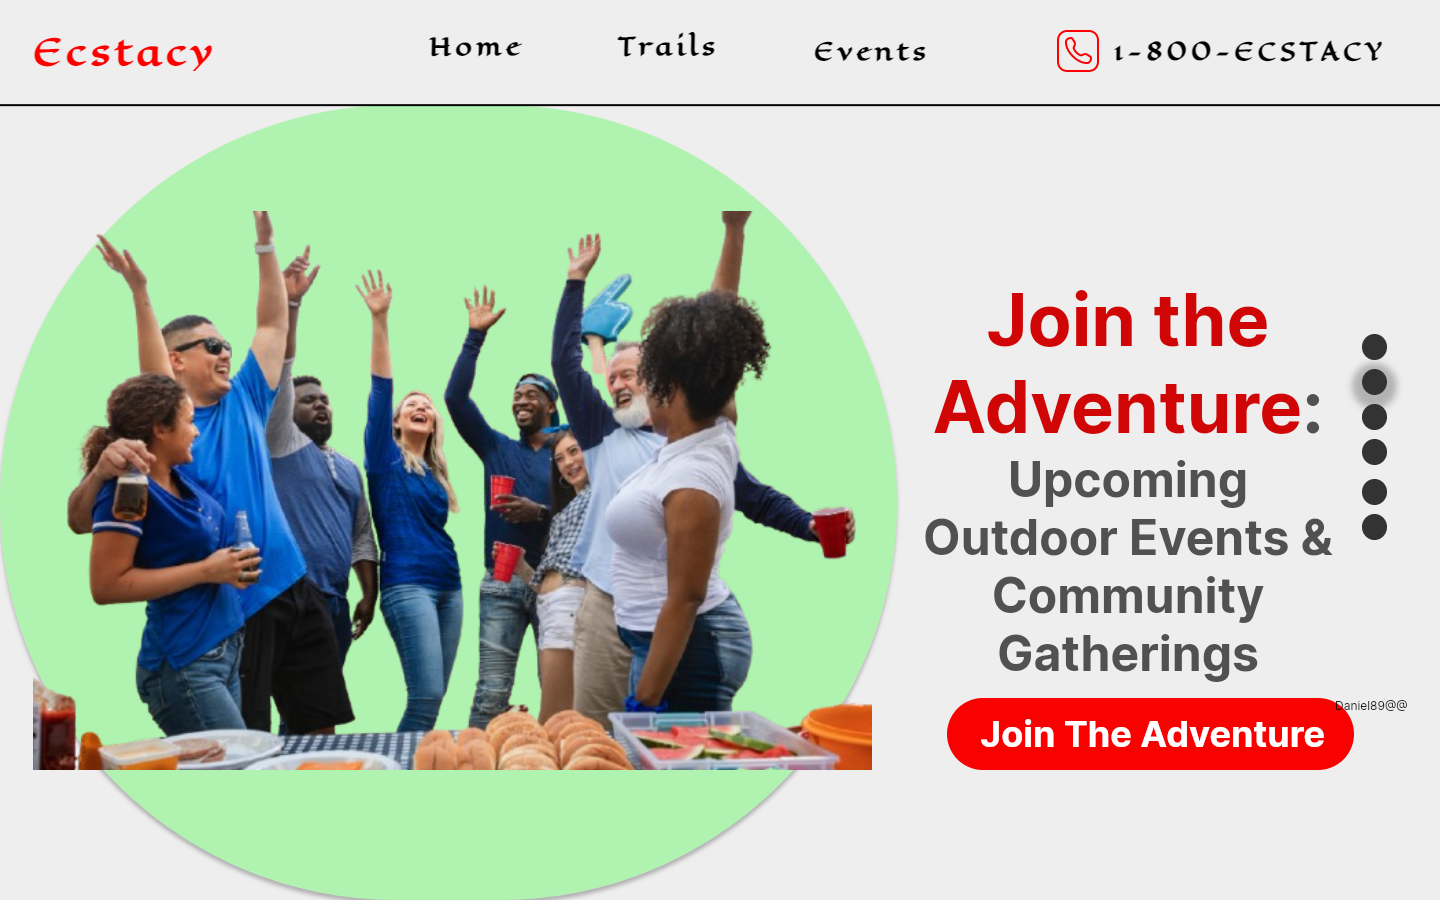 Ecstacy
Home
Trails
Events
1-800-ECSTACY
Join the
Adventure:
Upcoming
Outdoor Events &
Community
Gatherings
Daniel89@@
Join The Adventure